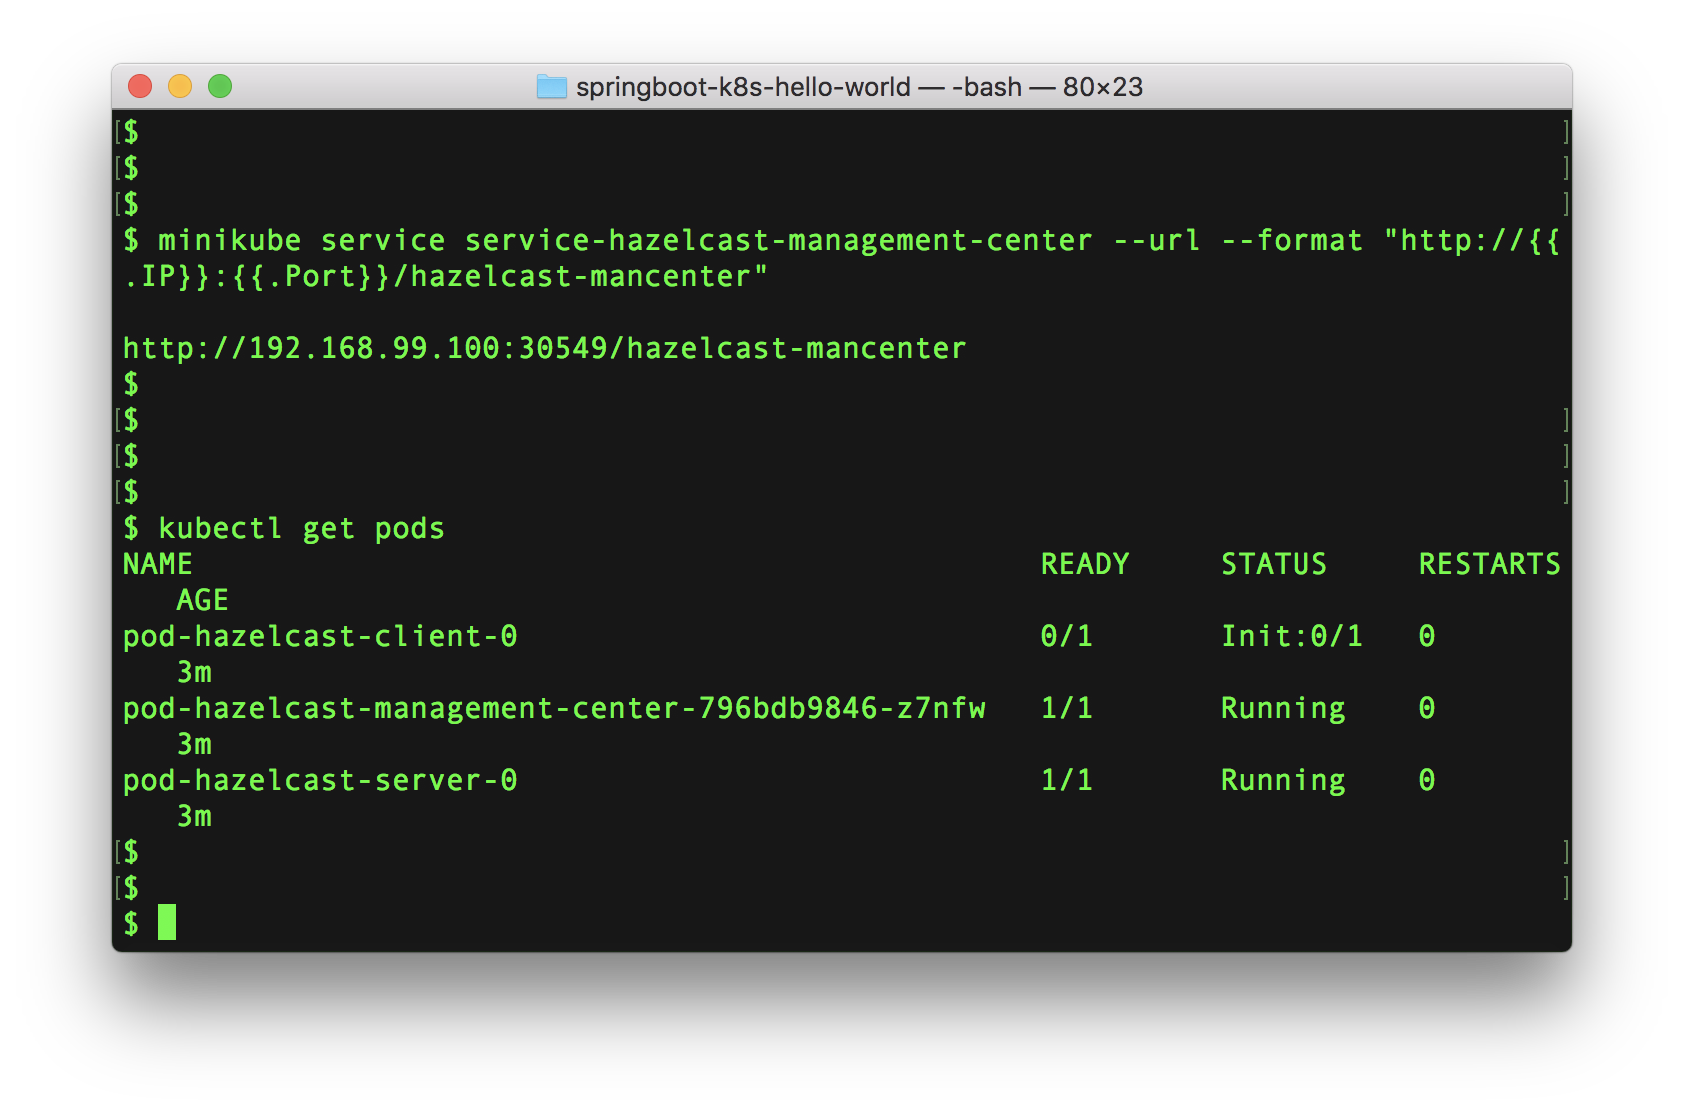 springboot-k8s-hello-world — -bash — 80×23
[$ ]
[$ ]
[$ ]
$ minikube service service-hazelcast-management-center --url --format "http://{{
.IP}}:{{.Port}}/hazelcast-mancenter"
http://192.168.99.100:30549/hazelcast-mancenter
$
[$ ]
[$ ]
[$ ]
$ kubectl get pods
NAME READY STATUS RESTARTS
AGE
pod-hazelcast-client-0 0/1 Init:0/1 0
3m
pod-hazelcast-management-center-796bdb9846-z7nfw 1/1 Running 0
3m
pod-hazelcast-server-0 1/1 Running 0
3m
[$ ]
[$ ]
$